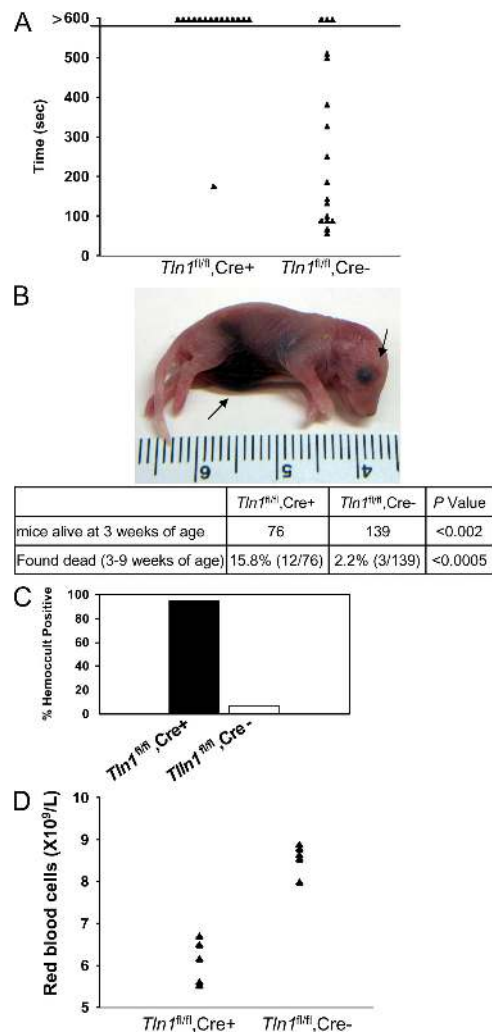 A
>600
500
400
300
200
100
0
Time (sec)
Tln1fl/fl,Cre+ Tln1fl/fl,Cre-
B
6 5 4
Tln1fl/fl,Cre+ Tln1fl/fl,Cre- P Value
mice alive at 3 weeks of age 76 139 <0.002
Found dead (3-9 weeks of age) 15.8% (12/76) 2.2% (3/139) <0.0005
C
100
80
60
40
20
0
% Hemoccult Positive
Tln1fl/fl,Cre+
Tlln1fl/fl,Cre-
D
10
9
8
7
6
5
Red blood cells (X10⁹/L)
Tln1fl/fl,Cre+ Tln1fl/fl,Cre-